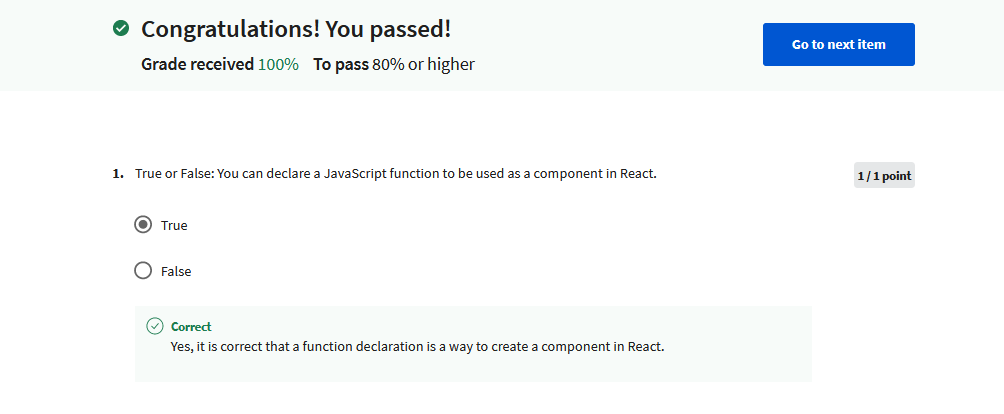 Congratulations! You passed!
Grade received 100% To pass 80% or higher
Go to next item
1. True or False: You can declare a JavaScript function to be used as a component in React.
1 / 1 point
True
False
Correct
Yes, it is correct that a function declaration is a way to create a component in React.